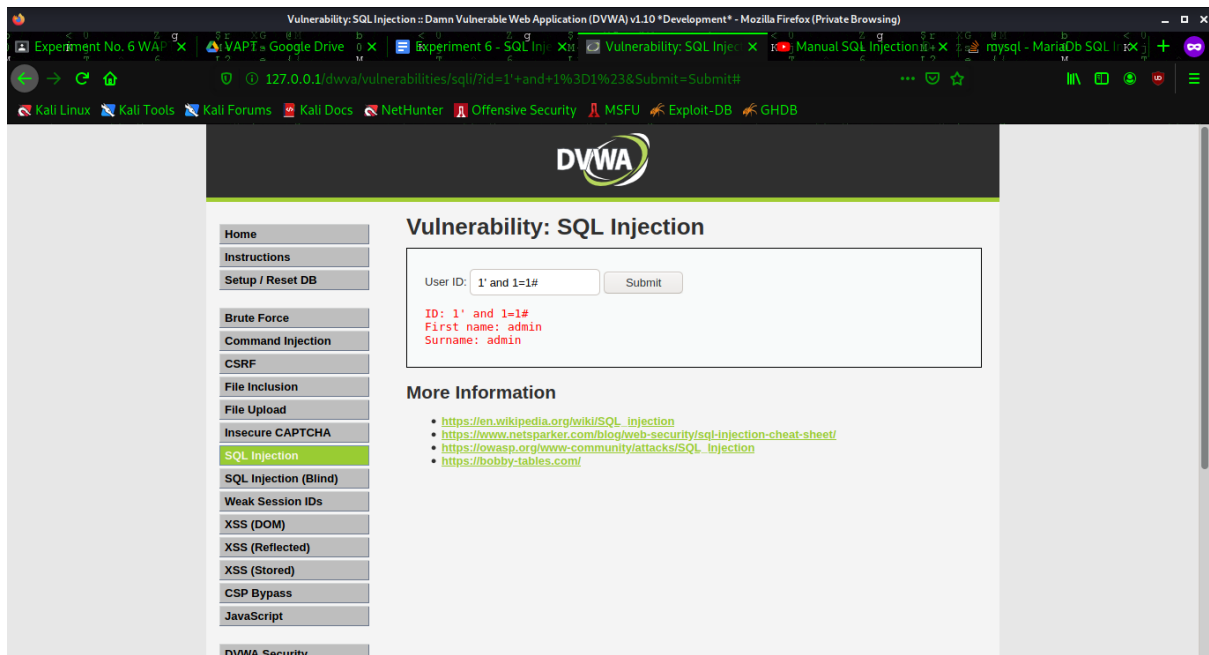 Vulnerability: SQL Injection :: Damn Vulnerable Web Application (DVWA) v1.10 *Development* - Mozilla Firefox (Private Browsing)
Experiment No. 6 WAP
VAPT - Google Drive
Experiment 6 - SQL Inje
Vulnerability: SQL Injec
Manual SQL Injection
mysql - MariaDb SQL I
127.0.0.1/dvwa/vulnerabilities/sqli/?id=1'+and+1%3D1%23&Submit=Submit#
Kali Linux Kali Tools Kali Forums Kali Docs NetHunter Offensive Security MSFU Exploit-DB GHDB
DVWA
Home
Instructions
Setup / Reset DB
Brute Force
Command Injection
CSRF
File Inclusion
File Upload
Insecure CAPTCHA
SQL Injection
SQL Injection (Blind)
Weak Session IDs
XSS (DOM)
XSS (Reflected)
XSS (Stored)
CSP Bypass
JavaScript
DVWA Security
Vulnerability: SQL Injection
User ID: 1' and 1=1# Submit
ID: 1' and 1=1#
First name: admin
Surname: admin
More Information
https://en.wikipedia.org/wiki/SQL_injection
https://www.netsparker.com/blog/web-security/sql-injection-cheat-sheet/
https://owasp.org/www-community/attacks/SQL_Injection
https://bobby-tables.com/